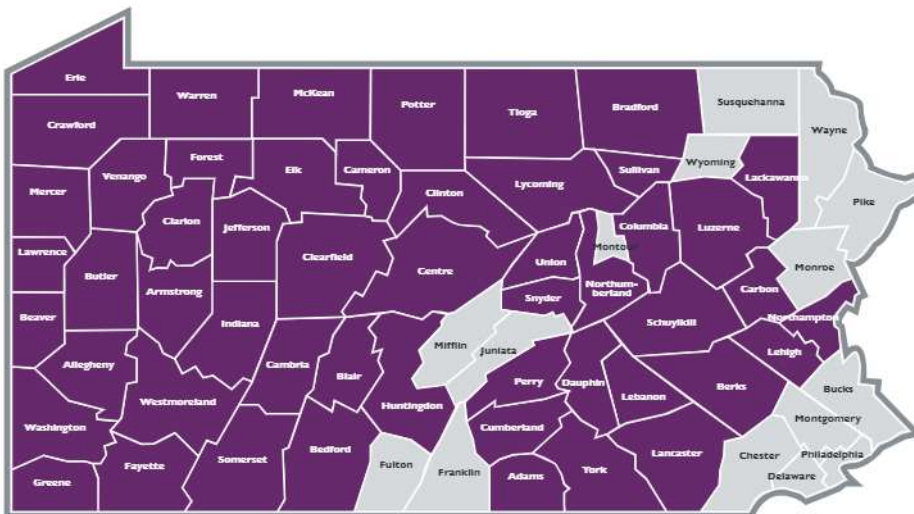 Erie
Warren
McKean
Potter
Tioga
Bradford
Susquehanna
Wayne
Crawford
Forest
Elk
Cameron
Sullivan
Wyoming
Lackawanna
Mercer
Venango
Clinton
Lycoming
Pike
Clarion
Jefferson
Columbia
Luzerne
Lawrence
Clearfield
Montour
Butler
Centre
Union
Monroe
Armstrong
Northum-
berland
Carbon
Beaver
Snyder
Indiana
Schuylkill
Northampton
Mifflin
Juniata
Lehigh
Allegheny
Cambria
Blair
Perry
Dauphin
Lebanon
Berks
Bucks
Westmoreland
Huntingdon
Montgomery
Washington
Cumberland
Bedford
Somerset
Lancaster
Chester
Philadelphia
Fayette
Fulton
Franklin
Adams
York
Delaware
Greene